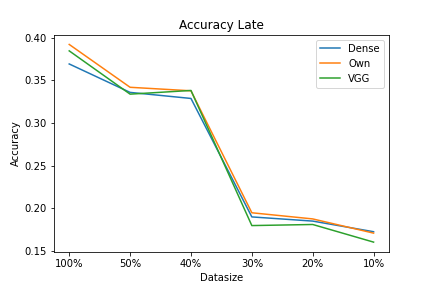 Accuracy Late
Dense
Own
VGG
Accuracy
0.40
0.35
0.30
0.25
0.20
0.15
100% 50% 40% 30% 20% 10%
Datasize